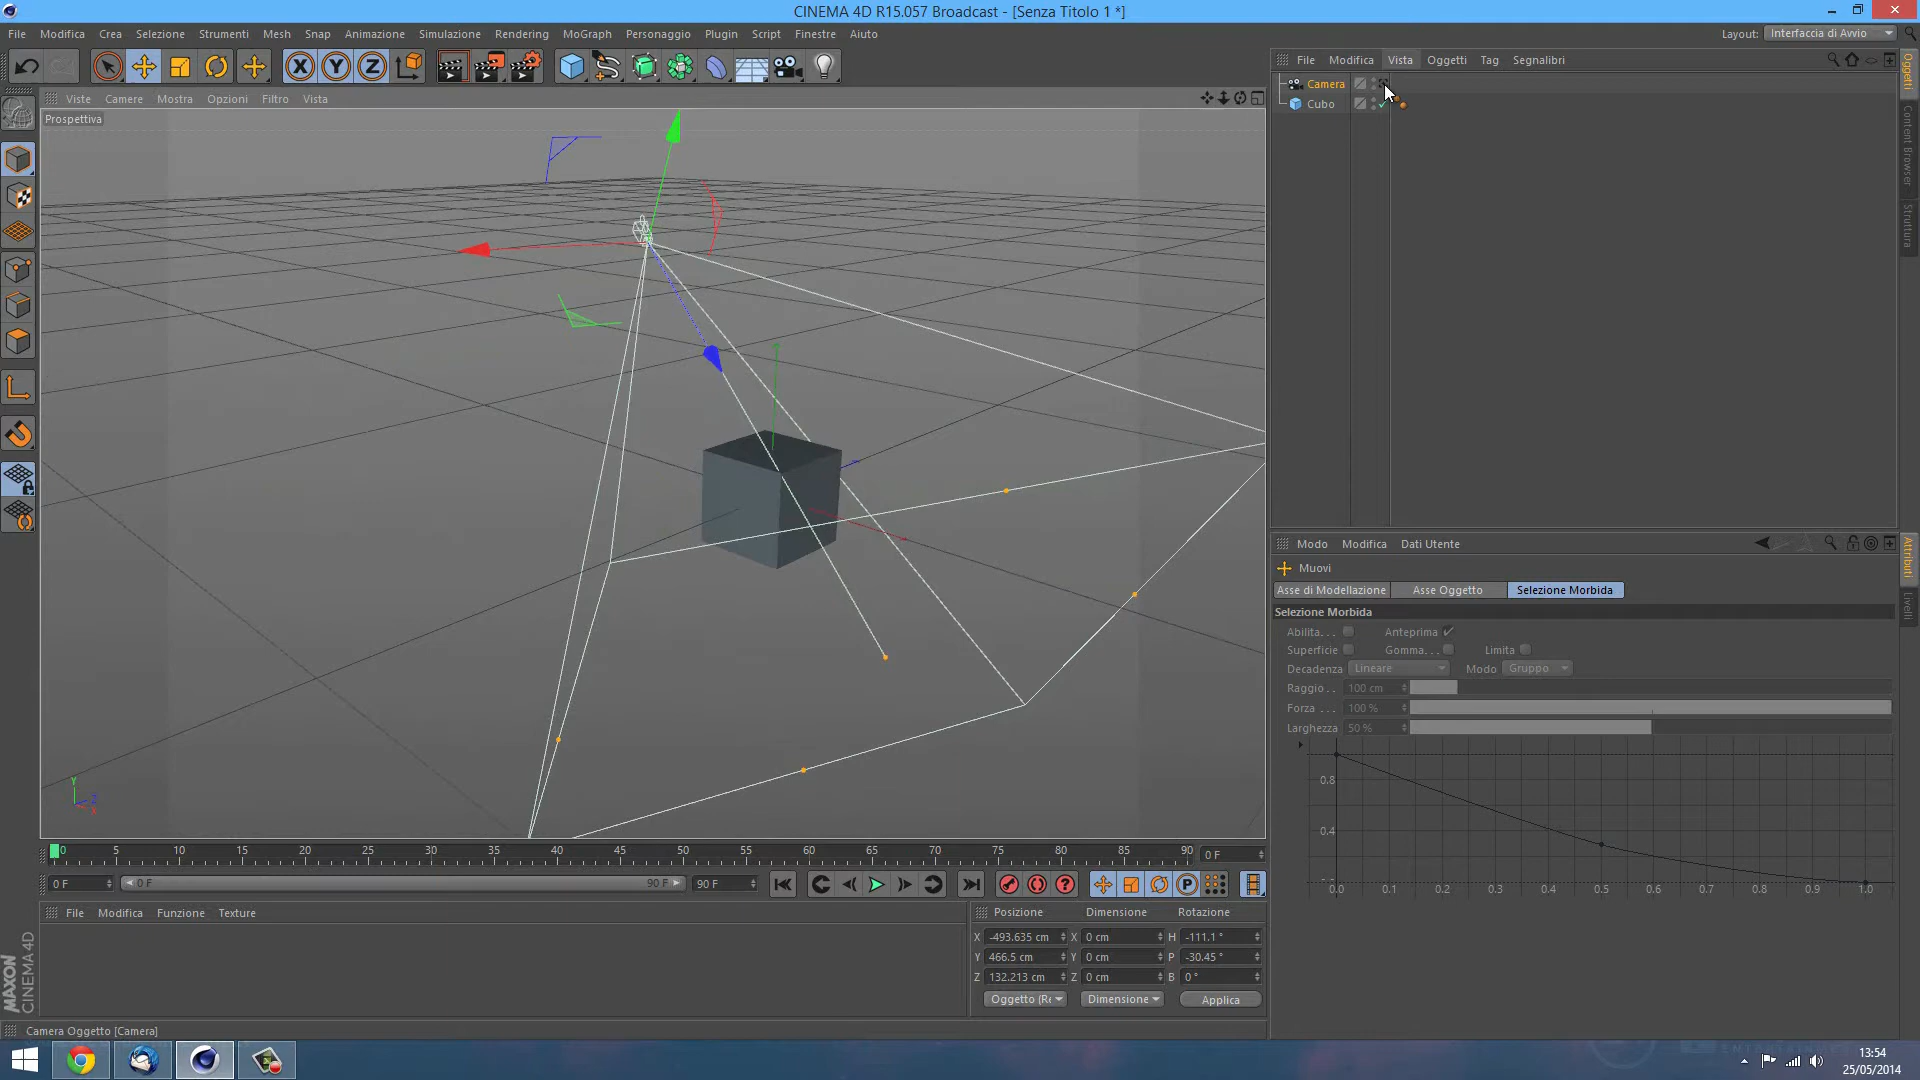 CINEMA 4D R15.057 Broadcast - [Senza Titolo 1 *]
File Modifica Crea Selezione Strumenti Mesh Snap Animazione Simulazione Rendering MoGraph Personaggio Plugin Script Finestre Aiuto
Layout: Interfaccia di Avvio
X Y Z
File Modifica Vista Oggetti Tag Segnalibri
Camera
Cubo
Oggetti
Content Browser
Struttura
Viste Camere Mostra Opzioni Filtro Vista
Prospettiva
Y
Z
X
Modo Modifica Dati Utente
Muovi
Asse di Modellazione Asse Oggetto Selezione Morbida
Selezione Morbida
Abilita... Anteprima
Superficie Gomma... Limita
Decadenza Lineare Modo Gruppo
Raggio.. 100 cm
Forza ... 100 %
Larghezza 50 %
0.8
0.4
0.0 0.1 0.2 0.3 0.4 0.5 0.6 0.7 0.8 0.9 1.0
Attributi
Livelli
0 5 10 15 20 25 30 35 40 45 50 55 60 65 70 75 80 85 90
0 F
0 F 0 F 90 F 90 F
P
File Modifica Funzione Texture
Posizione Dimensione Rotazione
X -493.635 cm X 0 cm H -111.1 °
Y 466.5 cm Y 0 cm P -30.45 °
Z 132.213 cm Z 0 cm B 0 °
Oggetto (Re Dimensione Applica
MAXON
CINEMA 4D
Camera Oggetto [Camera]
13:54
25/05/2014